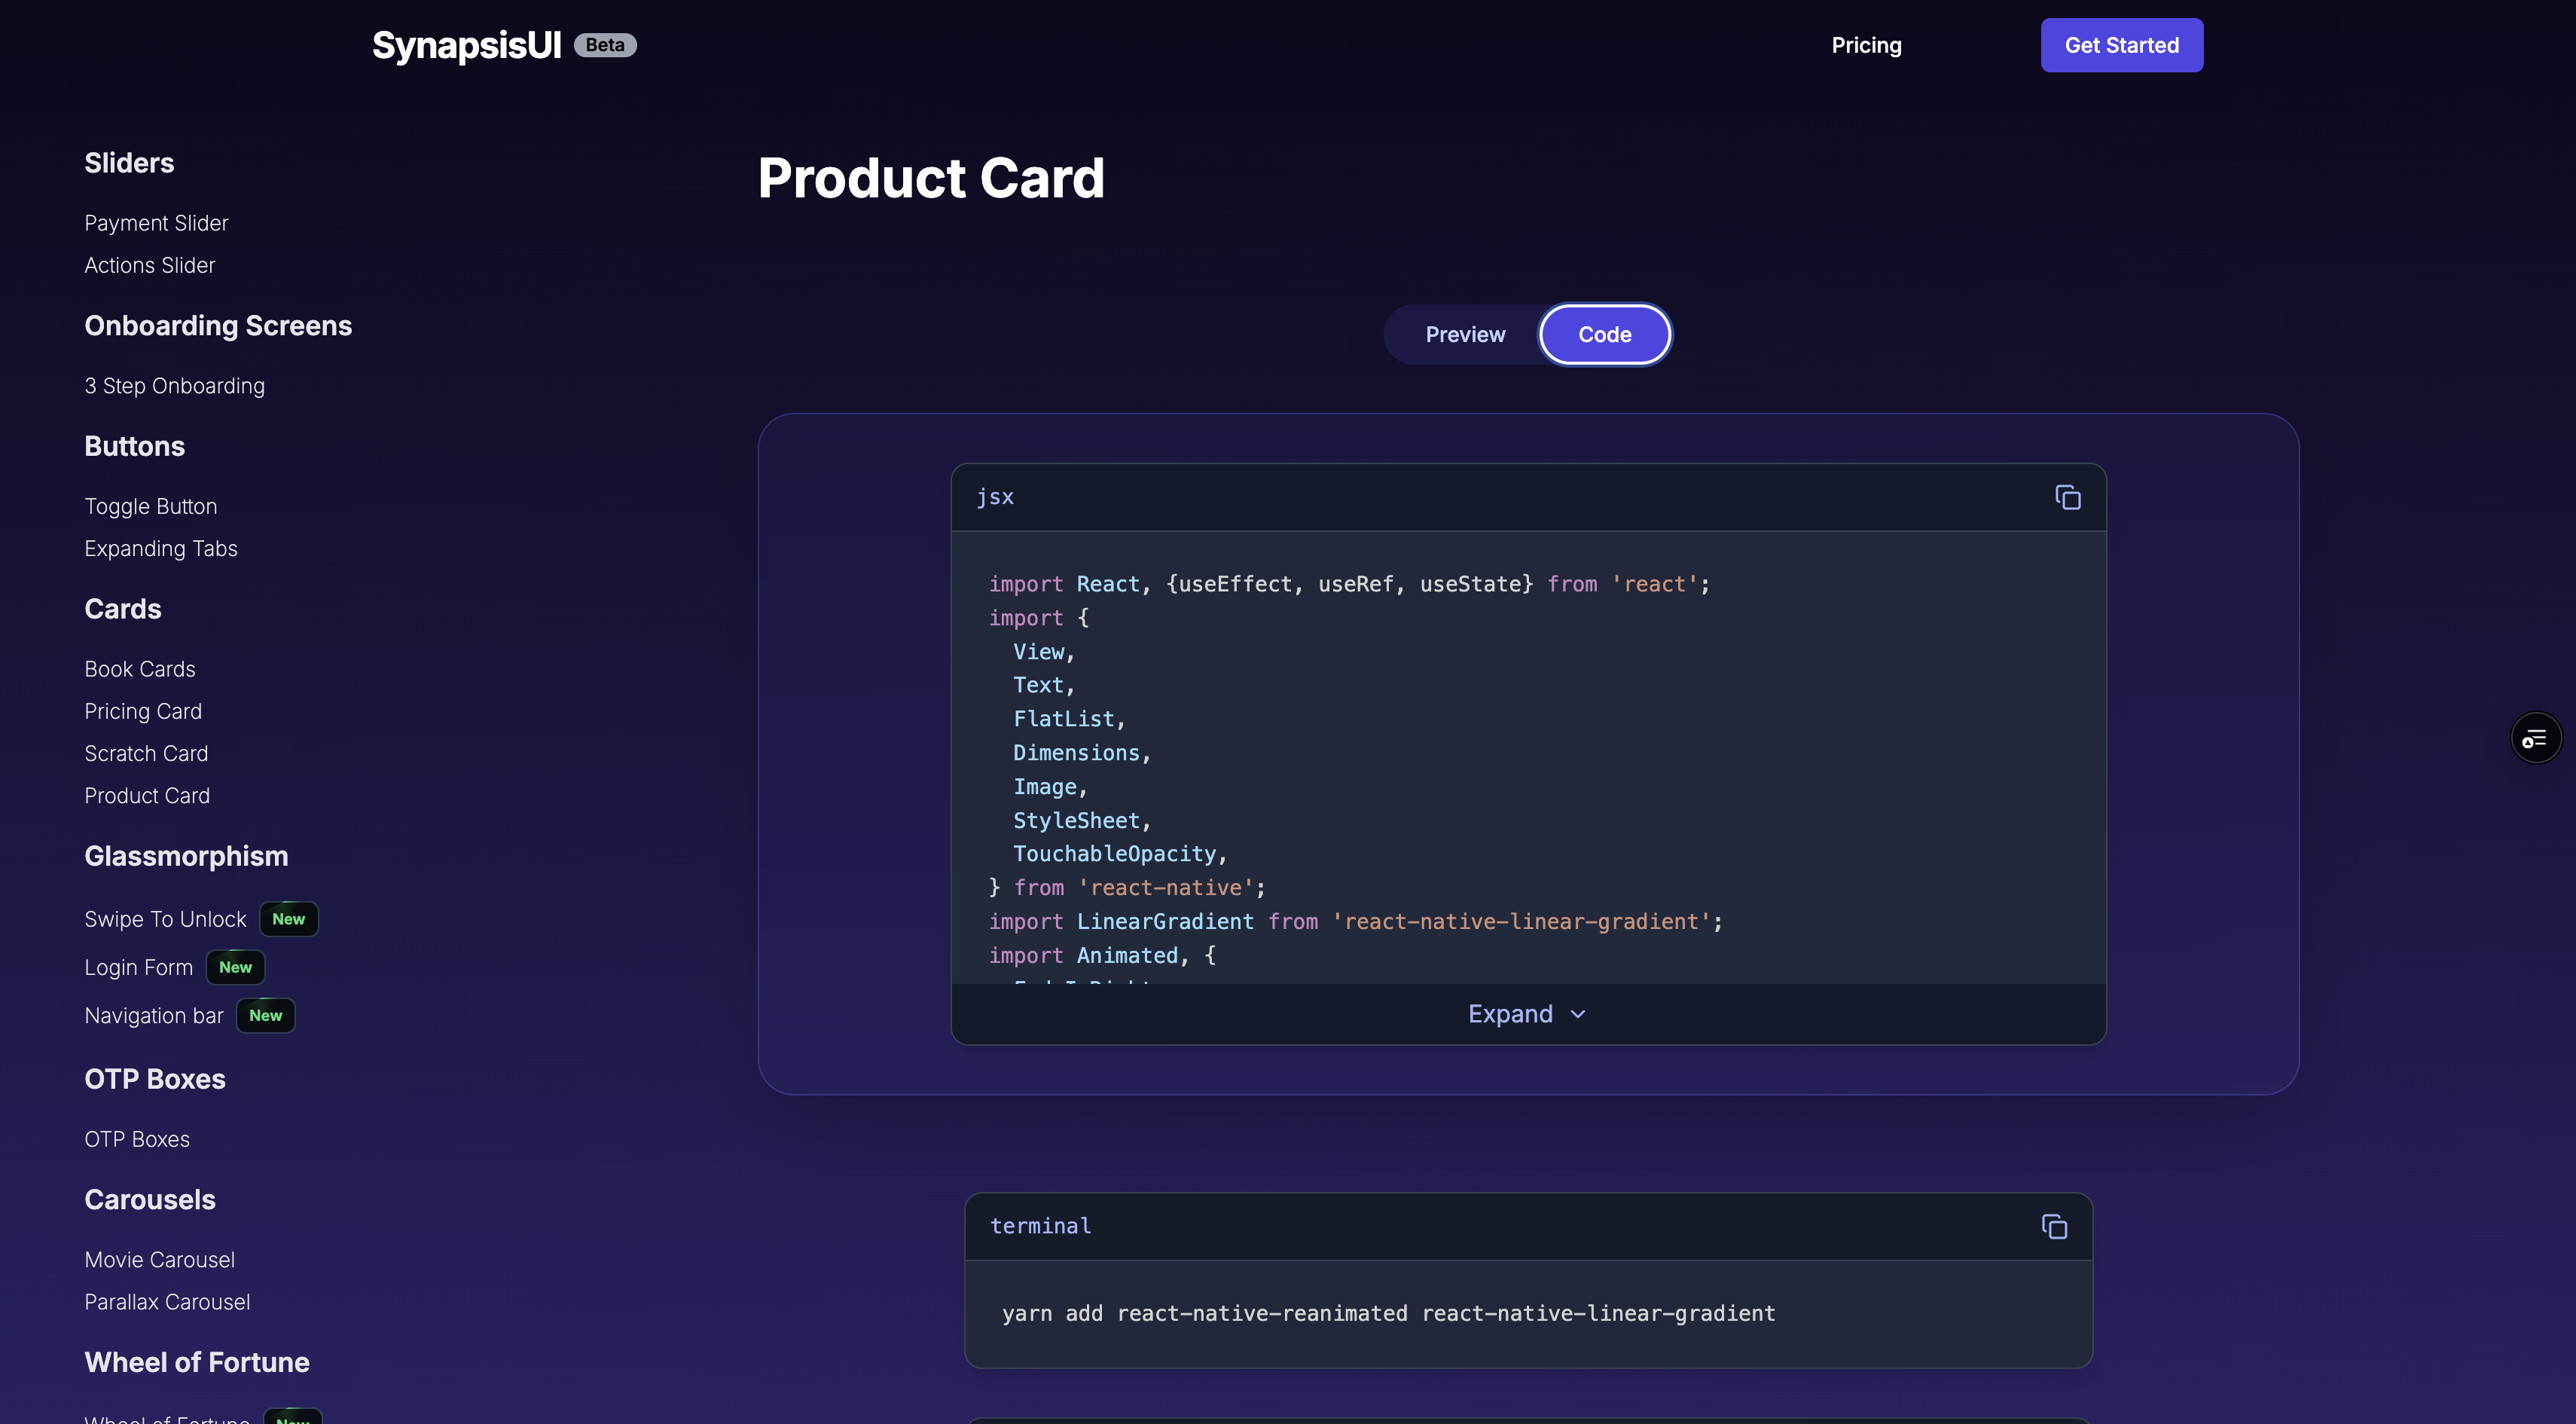 SynapsisUI Beta
Pricing
Get Started
Sliders
Payment Slider
Actions Slider
Onboarding Screens
3 Step Onboarding
Buttons
Toggle Button
Expanding Tabs
Cards
Book Cards
Pricing Card
Scratch Card
Product Card
Glassmorphism
Swipe To Unlock New
Login Form New
Navigation bar New
OTP Boxes
OTP Boxes
Carousels
Movie Carousel
Parallax Carousel
Wheel of Fortune
Wheel of Fortune New
Product Card
Preview
Code
jsx
import React, {useEffect, useRef, useState} from 'react';
import {
  View,
  Text,
  FlatList,
  Dimensions,
  Image,
  StyleSheet,
  TouchableOpacity,
} from 'react-native';
import LinearGradient from 'react-native-linear-gradient';
import Animated, {
Expand
terminal
yarn add react-native-reanimated react-native-linear-gradient